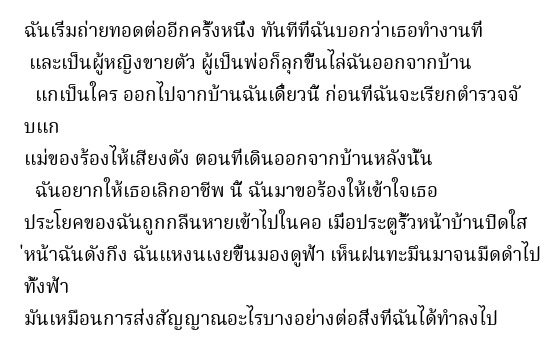 ฉันเริ่มถ่ายทอดต่ออีกครั้งหนึ่ง ทันทีที่ฉันบอกว่าเธอทำงานที่
และเป็นผู้หญิงขายตัว ผู้เป็นพ่อก็ลุกขึ้นไล่ฉันออกจากบ้าน
แกเป็นใคร ออกไปจากบ้านฉันเดี๋ยวนี้ ก่อนที่ฉันจะเรียกตำรวจจั
บแก
แม่ของร้องไห้เสียงดัง ตอนที่เดินออกจากบ้านหลังนั้น
ฉันอยากให้เธอเลิกอาชีพ นี้ ฉันมาขอร้องให้เข้าใจเธอ
ประโยคของฉันถูกกลืนหายเข้าไปในคอ เมื่อประตูรั้วหน้าบ้านปิดใส
่หน้าฉันดังกึง ฉันแหงนเงยขึ้นมองดูฟ้า เห็นฝนทะมึนมาจนมืดดำไป
ทั้งฟ้า
มันเหมือนการส่งสัญญาณอะไรบางอย่างต่อสิ่งที่ฉันได้ทำลงไป